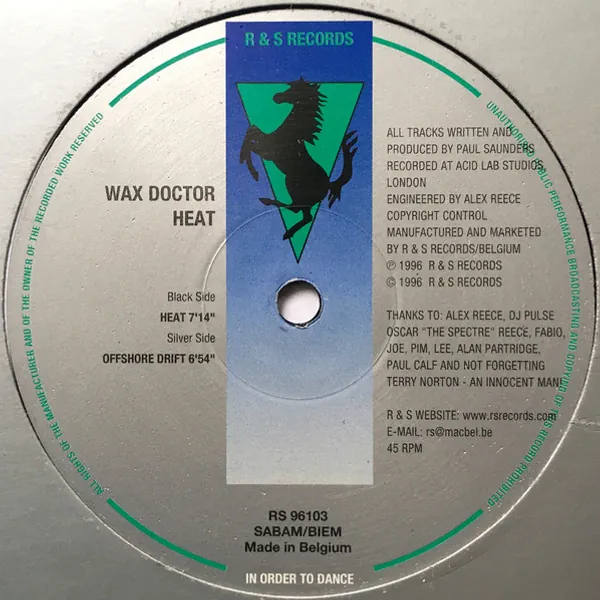 R & S RECORDS
WAX DOCTOR
HEAT
Black Side
HEAT 7'14"
Silver Side
OFFSHORE DRIFT 6'54"
ALL TRACKS WRITTEN AND
PRODUCED BY PAUL SAUNDERS
RECORDED AT ACID LAB STUDIOS,
LONDON
ENGINEERED BY ALEX REECE
COPYRIGHT CONTROL
MANUFACTURED AND MARKETED
BY R & S RECORDS/BELGIUM
℗ 1996 R & S RECORDS
© 1996 R & S RECORDS
THANKS TO: ALEX REECE, DJ PULSE
OSCAR "THE SPECTRE" REECE, FABIO,
JOE, PIM, LEE, ALAN PARTRIDGE,
PAUL CALF AND NOT FORGETTING
TERRY NORTON - AN INNOCENT MAN!
R & S WEBSITE: www.rsrecords.com
E-MAIL: rs@macbel.be
45 RPM
RS 96103
SABAM/BIEM
Made in Belgium
IN ORDER TO DANCE
ALL RIGHTS OF THE MANUFACTURER AND OF THE OWNER OF THE RECORDED WORK RESERVED
UNAUTHORISED PUBLIC PERFORMANCE BROADCASTING AND COPYING OF THIS RECORD PROHIBITED